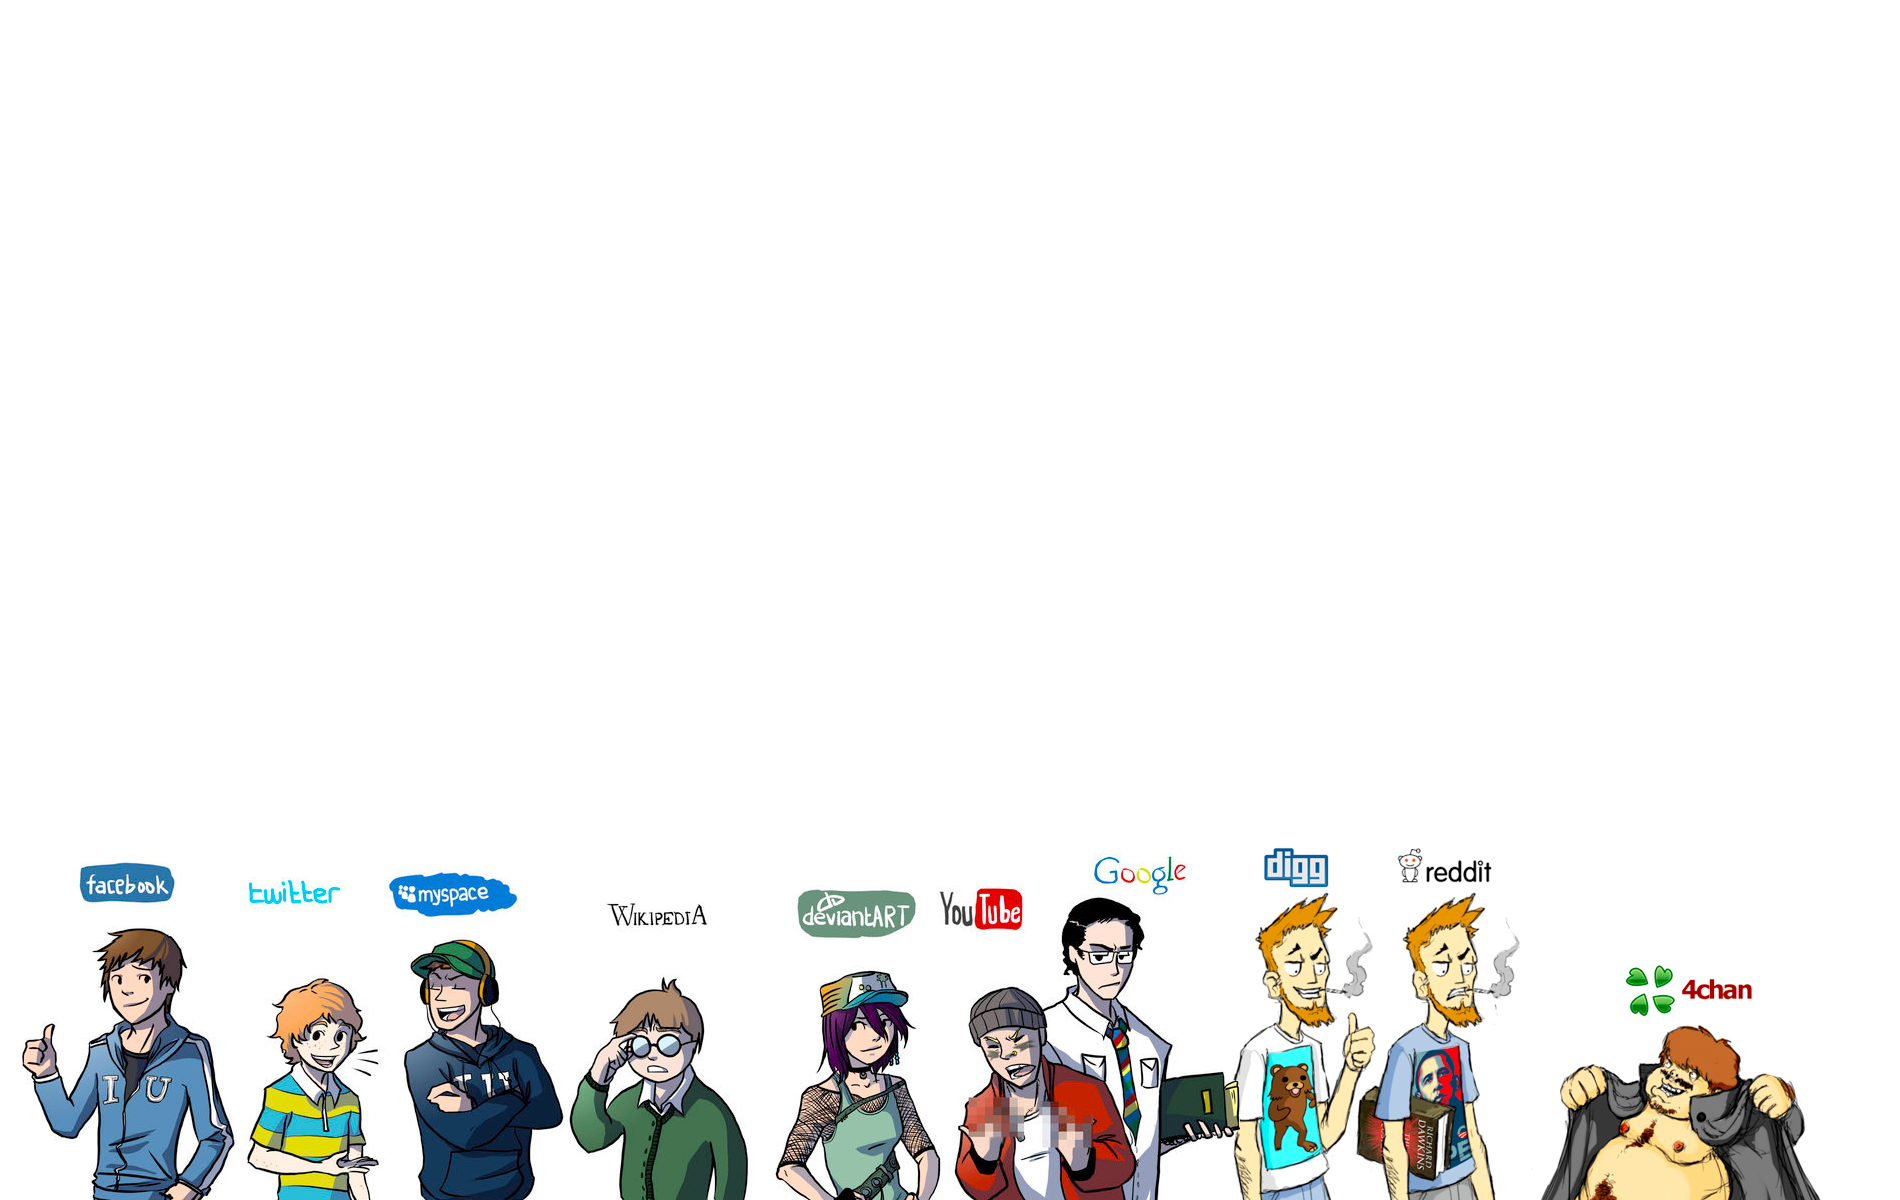 facebook
twitter
myspace
WIKIPEDIA
deviantART
YouTube
Google
digg
reddit
4chan
I U
RICHARD
DAWKINS